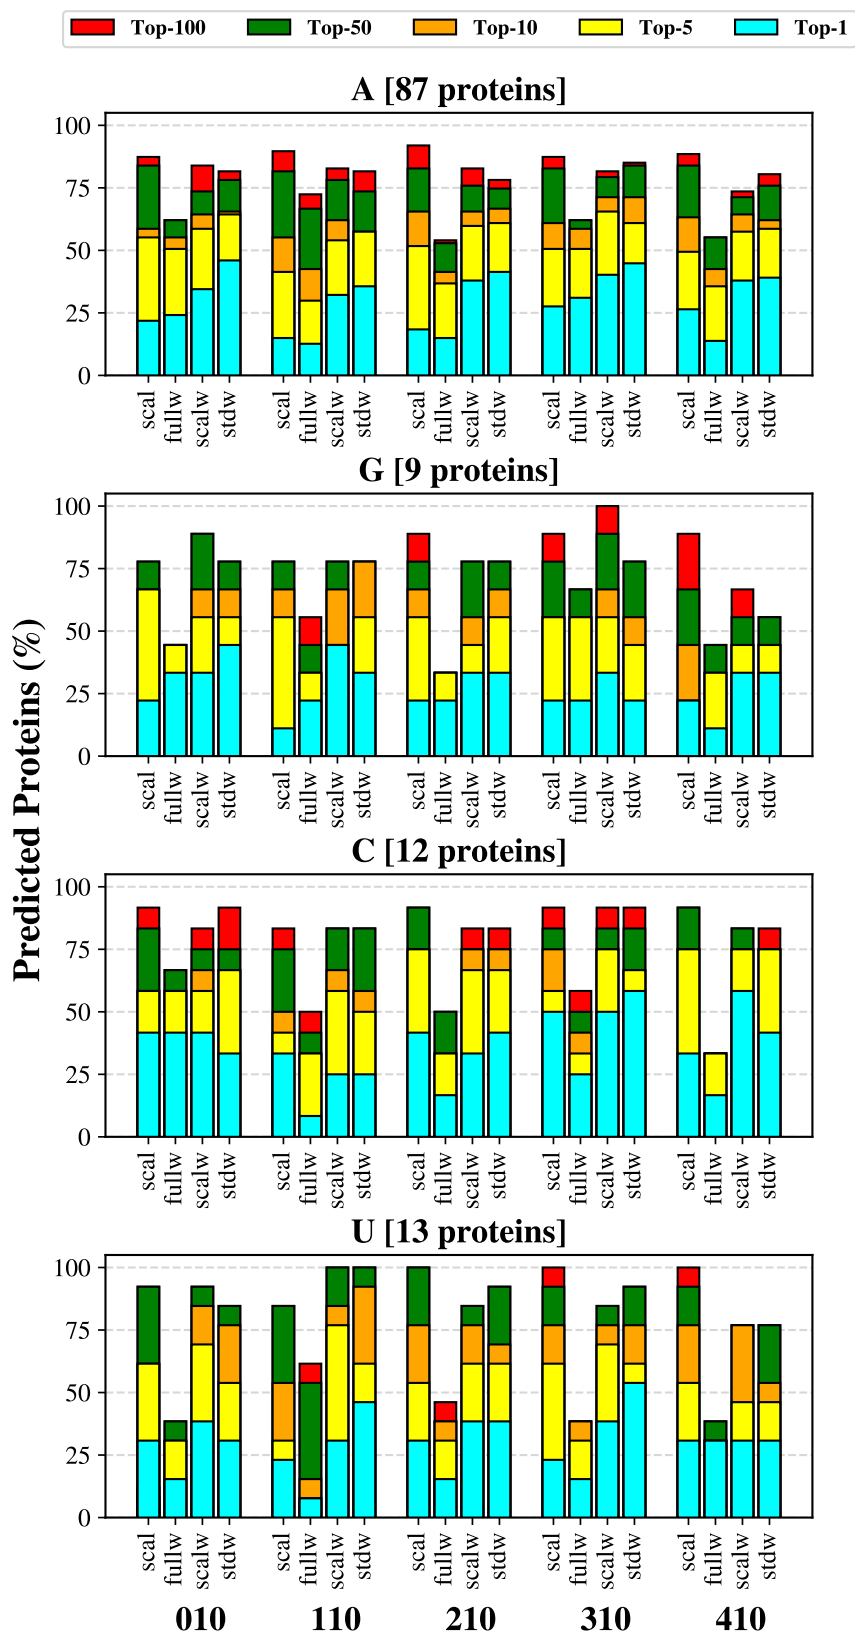 Top-100 Top-50 Top-10 Top-5 Top-1
A [87 proteins]
100
75
50
25
0
scal fullw scalw stdw scal fullw scalw stdw scal fullw scalw stdw scal fullw scalw stdw scal fullw scalw stdw
G [9 proteins]
100
75
50
25
0
scal fullw scalw stdw scal fullw scalw stdw scal fullw scalw stdw scal fullw scalw stdw scal fullw scalw stdw
Predicted Proteins (%)
C [12 proteins]
100
75
50
25
0
scal fullw scalw stdw scal fullw scalw stdw scal fullw scalw stdw scal fullw scalw stdw scal fullw scalw stdw
U [13 proteins]
100
75
50
25
0
scal fullw scalw stdw scal fullw scalw stdw scal fullw scalw stdw scal fullw scalw stdw scal fullw scalw stdw
010 110 210 310 410